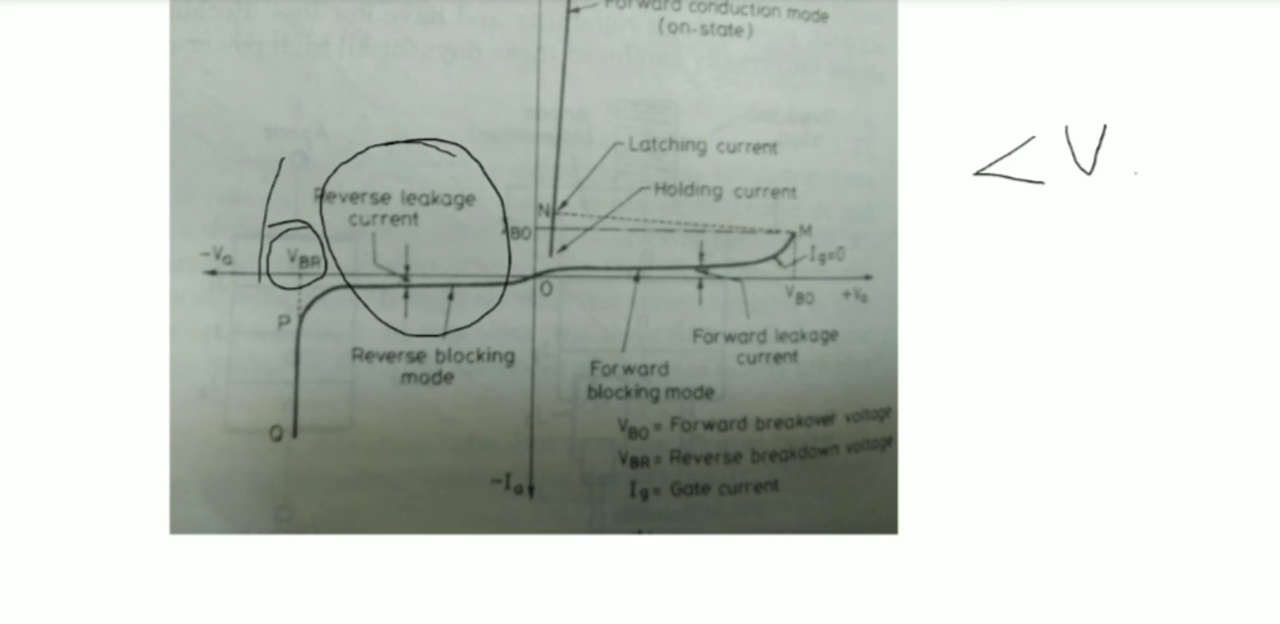 Forward conduction mode
(on-state)
Latching current
Holding current
Reverse leakage
current
N
BO
M
Ig=0
-Va
VBR
O
VBO
+Va
P
Forward leakage
current
Reverse blocking
mode
Forward
blocking mode
Q
VBO = Forward breakover voltage
VBR = Reverse breakdown voltage
-Ia
Ig = Gate current
< V